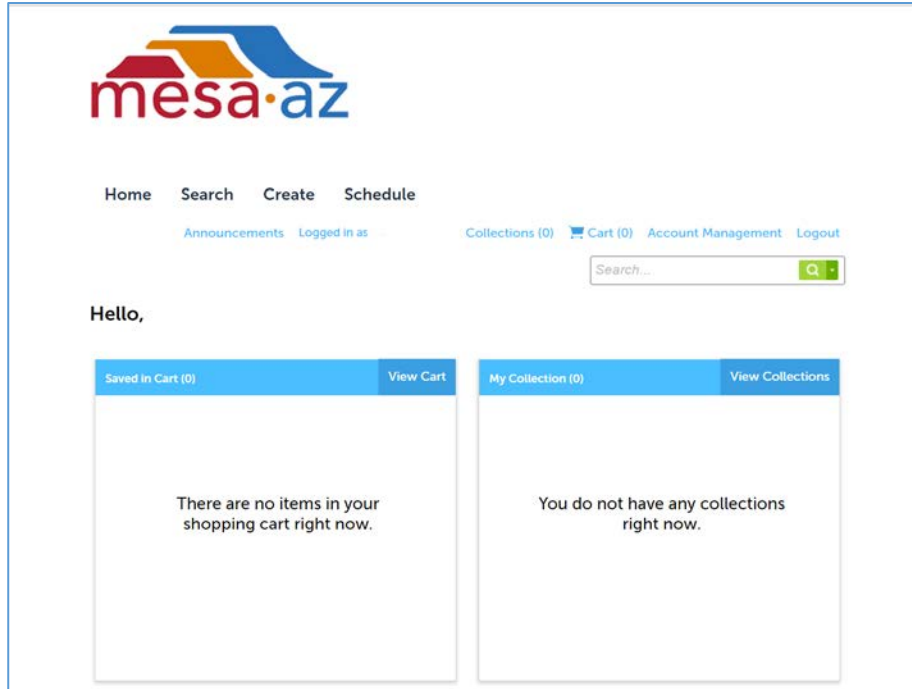 mesa·az
Home Search Create Schedule
Announcements Logged in as Collections (0) Cart (0) Account Management Logout
Search...
Hello,
Saved in Cart (0) View Cart My Collection (0) View Collections
There are no items in your
shopping cart right now.
You do not have any collections
right now.